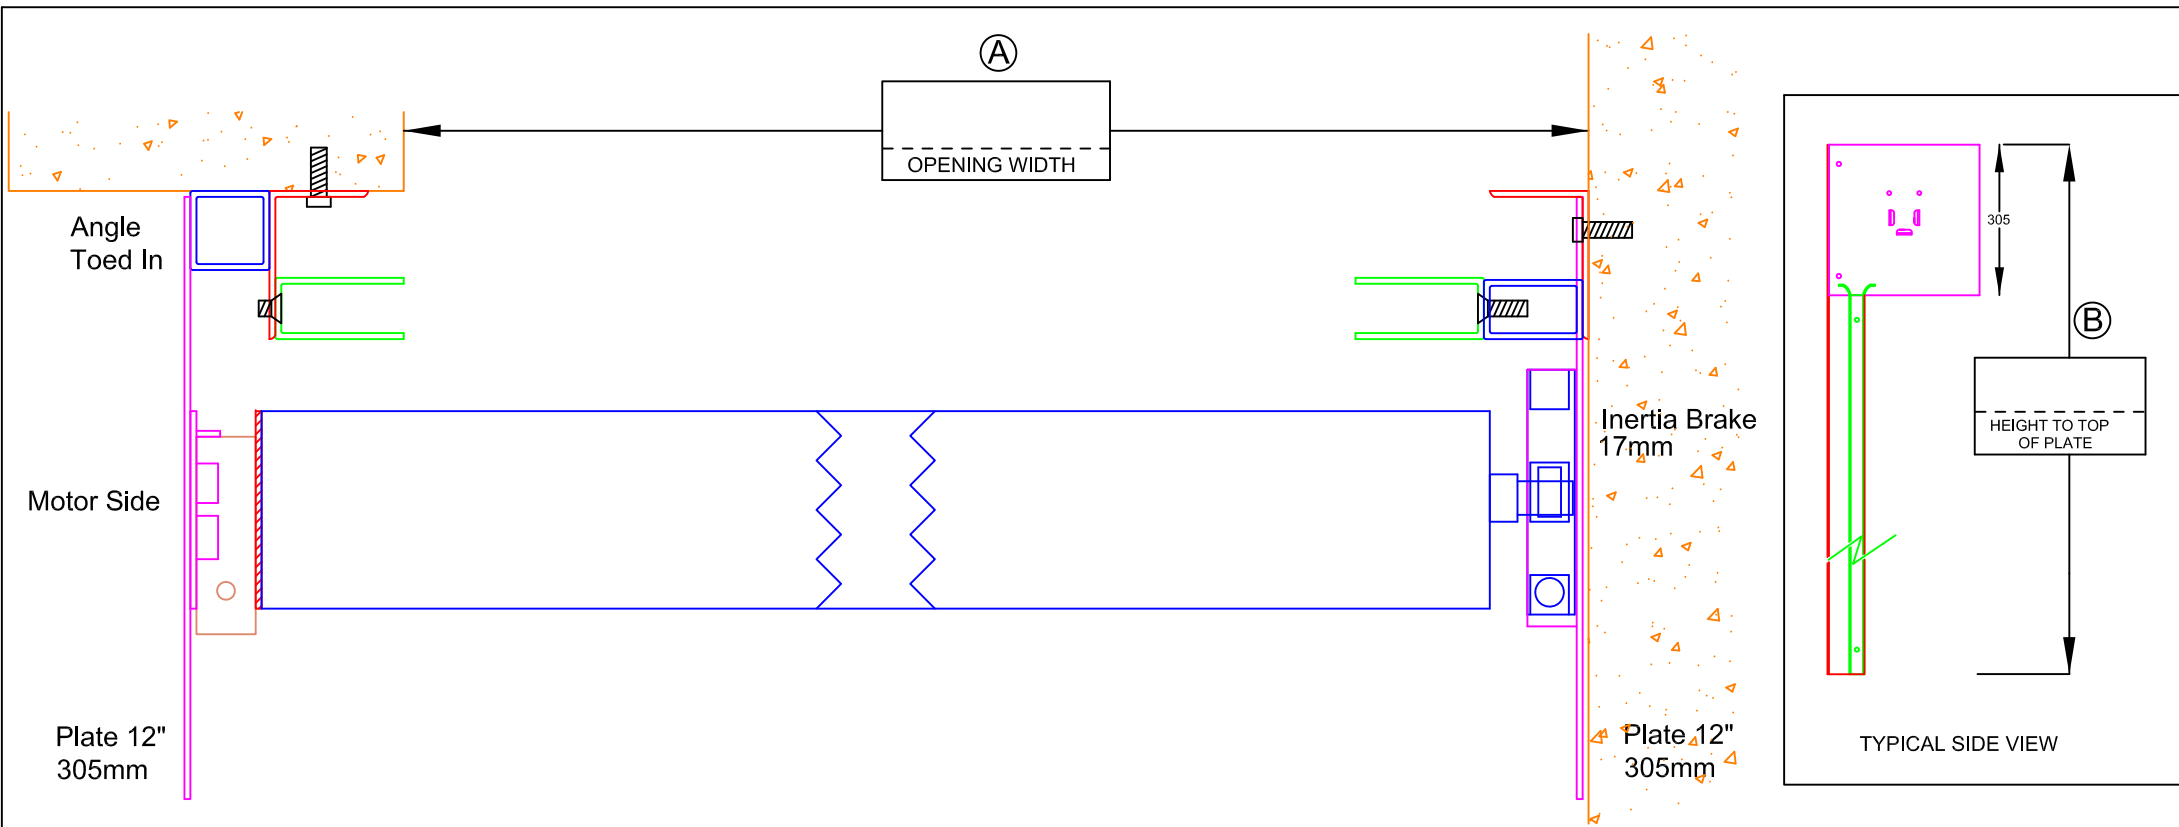 A
OPENING WIDTH
Angle
Toed In
Motor Side
Plate 12"
305mm
Inertia Brake
17mm
Plate 12"
305mm
305
B
HEIGHT TO TOP
OF PLATE
TYPICAL SIDE VIEW